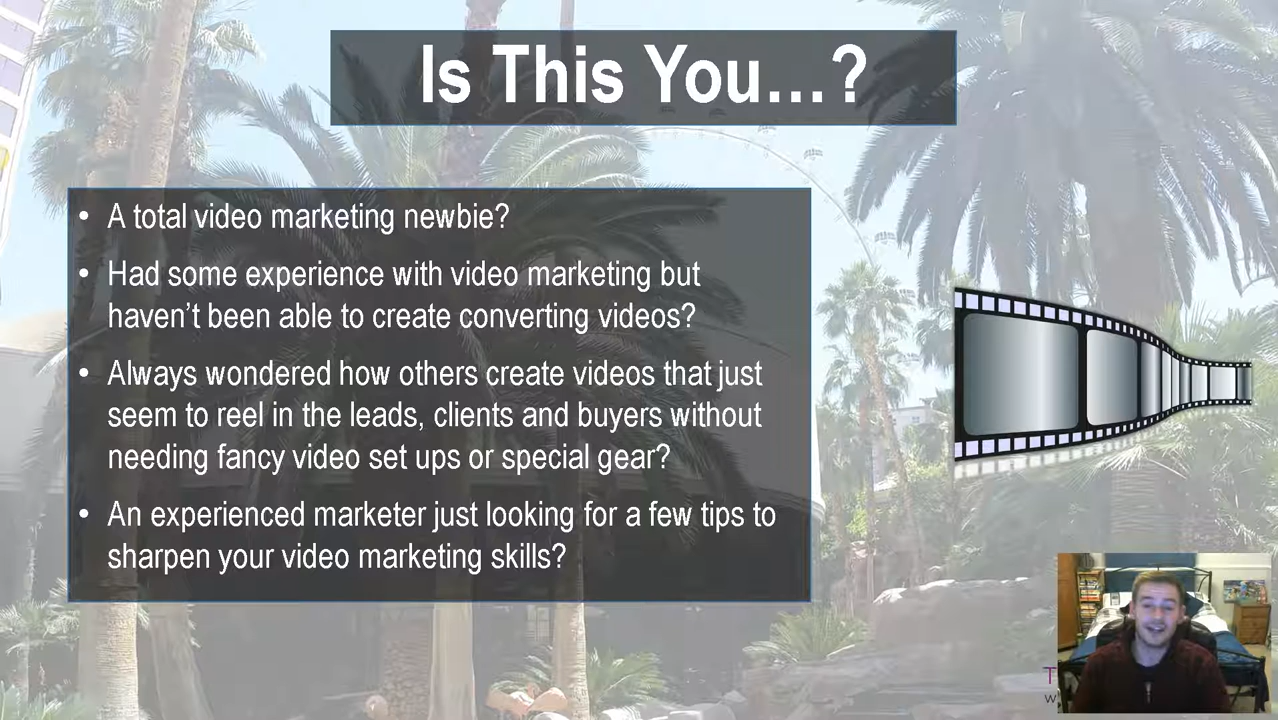 Is This You...?
• A total video marketing newbie?
• Had some experience with video marketing but
haven’t been able to create converting videos?
• Always wondered how others create videos that just
seem to reel in the leads, clients and buyers without
needing fancy video set ups or special gear?
• An experienced marketer just looking for a few tips to
sharpen your video marketing skills?